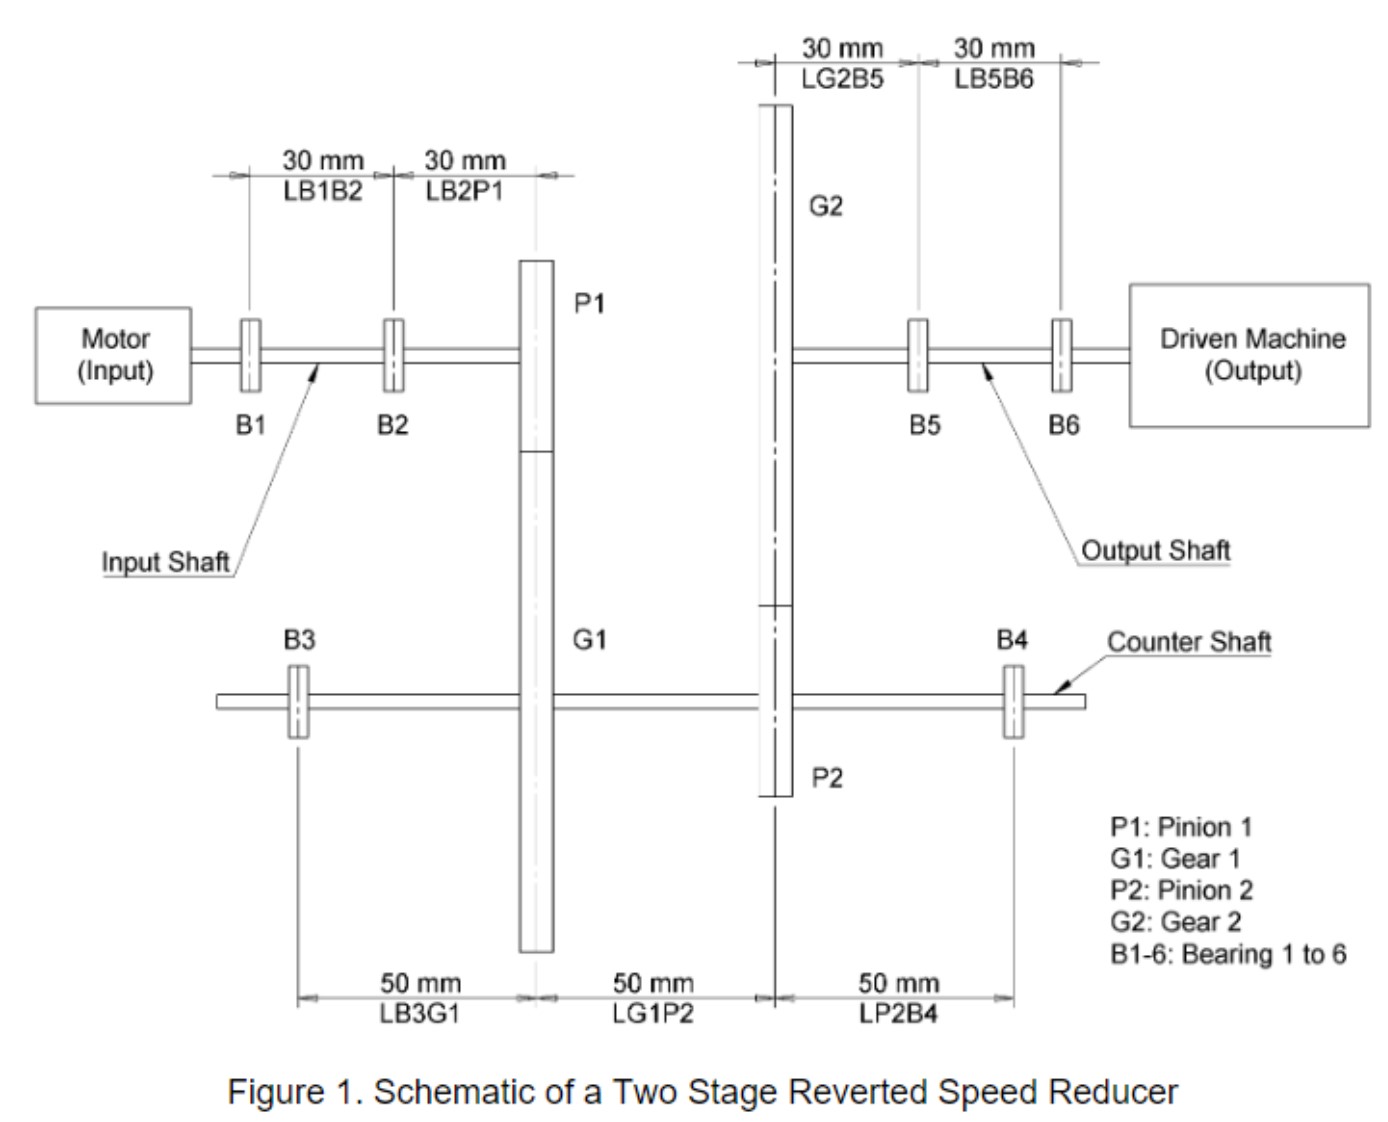 30 mm
LG2B5
30 mm
LB5B6
30 mm
LB1B2
30 mm
LB2P1
G2
P1
Motor
(Input)
Driven Machine
(Output)
B1
B2
B5
B6
Input Shaft
Output Shaft
B3
G1
B4
Counter Shaft
P2
P1: Pinion 1
G1: Gear 1
P2: Pinion 2
G2: Gear 2
B1-6: Bearing 1 to 6
50 mm
LB3G1
50 mm
LG1P2
50 mm
LP2B4
Figure 1. Schematic of a Two Stage Reverted Speed Reducer